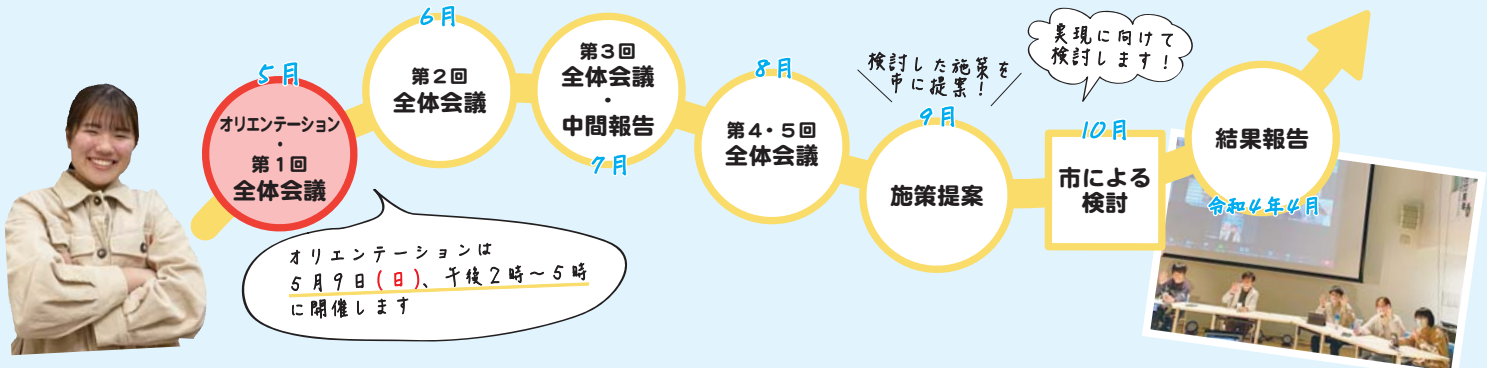 5月
オリエンテーション
・
第1回
全体会議
オリエンテーションは
5月9日(日)、午後2時～5時
に開催します
6月
第2回
全体会議
第3回
全体会議
・
中間報告
7月
8月
第4・5回
全体会議
検討した施策を
市に提案！
9月
施策提案
実現に向けて
検討します！
10月
市による
検討
結果報告
令和4年4月